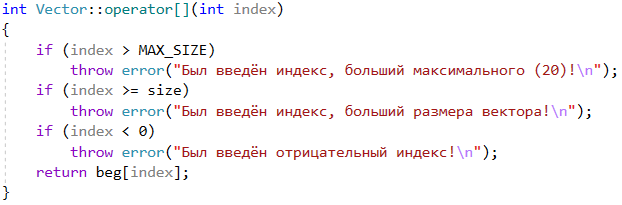 int Vector::operator[](int index)
{
    if (index > MAX_SIZE)
        throw error("Был введён индекс, больший максимального (20)!\n");
    if (index >= size)
        throw error("Был введён индекс, больший размера вектора!\n");
    if (index < 0)
        throw error("Был введён отрицательный индекс!\n");
    return beg[index];
}